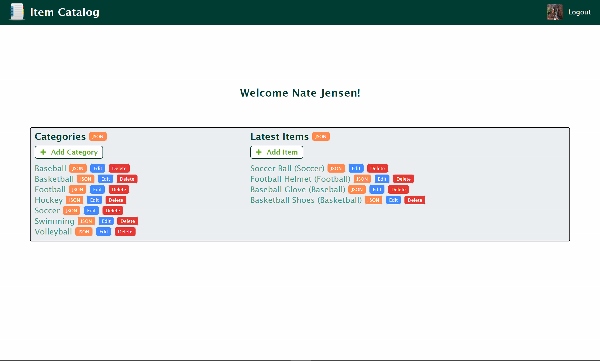 Item Catalog
Logout
Welcome Nate Jensen!
Categories JSON
+ Add Category
Baseball JSON Edit Delete
Basketball JSON Edit Delete
Football JSON Edit Delete
Hockey JSON Edit Delete
Soccer JSON Edit Delete
Swimming JSON Edit Delete
Volleyball JSON Edit Delete
Latest Items JSON
+ Add Item
Soccer Ball (Soccer) JSON Edit Delete
Football Helmet (Football) JSON Edit Delete
Baseball Glove (Baseball) JSON Edit Delete
Basketball Shoes (Basketball) JSON Edit Delete